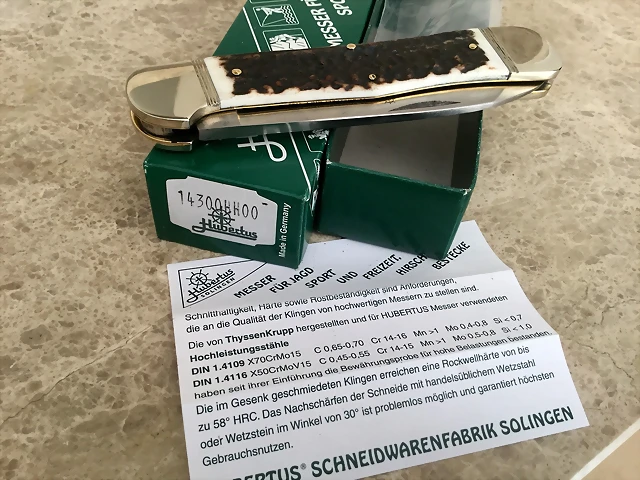 MESSER F
SPO
H
14300HH00
Hubertus
Made in Germany
Hubertus
SOLINGEN
MESSER FÜR JAGD SPORT UND FREIZEIT, HIRSCH BESTECKE
Schnitthaltigkeit, Härte sowie Rostbeständigkeit sind Anforderungen,
die an die Qualität der Klingen von hochwertigen Messern zu stellen sind.
Die von ThyssenKrupp hergestellten und für HUBERTUS Messer verwendeten
Hochleistungsstähle
DIN 1.4109 X70CrMo15 C 0,65-0,70 Cr 14-16 Mn >1 Mo 0.4-0,8 Si < 0,7
DIN 1.4116 X50CrMoV15 C 0,45-0,55 Cr 14-15 Mn >1 Mo 0,5-0,8 Si < 1.0
haben seit ihrer Einführung die Bewährungsprobe für hohe Belastungen bestanden.
Die im Gesenk geschmiedeten Klingen erreichen eine Rockwellhärte von bis
zu 58° HRC. Das Nachschärfen der Schneide mit handelsüblichem Wetzstahl
oder Wetzstein im Winkel von 30° ist problemlos möglich und garantiert höchsten
Gebrauchsnutzen.
BERTUS® SCHNEIDWARENFABRIK SOLINGEN